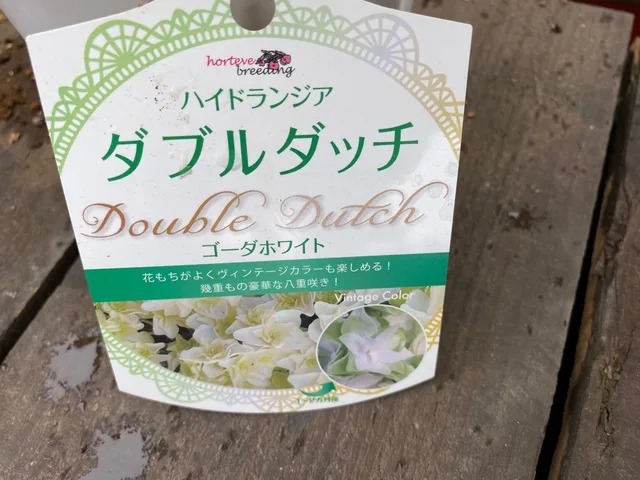 horteve
breeding
ハイドランジア
ダブルダッチ
Double Dutch
ゴーダホワイト
花もちがよくヴィンテージカラーも楽しめる！
幾重もの豪華な八重咲き！
Vintage Color